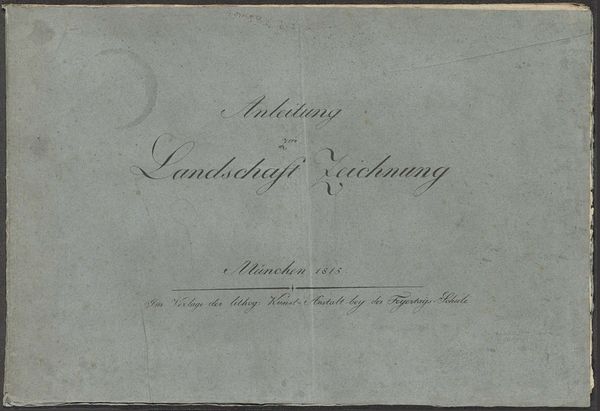 Anleitung
zur
Landschaft Zeichnung
München 1815
Im Verlage der lithog: Kunst-Anstalt bey der Feyertags-Schule